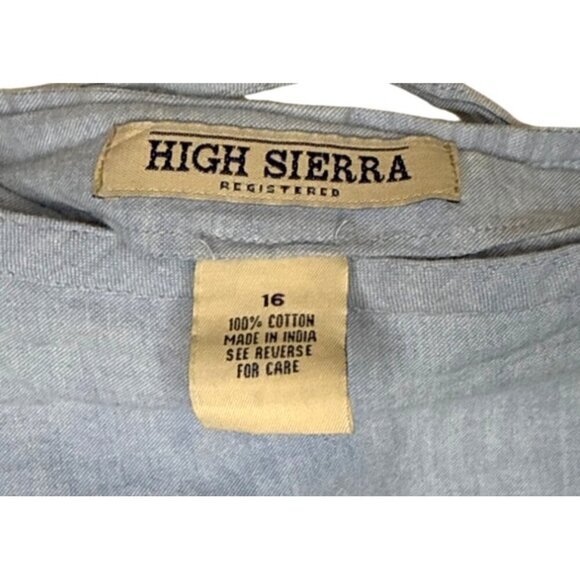 HIGH SIERRA
REGISTERED
16
100% COTTON
MADE IN INDIA
SEE REVERSE
FOR CARE